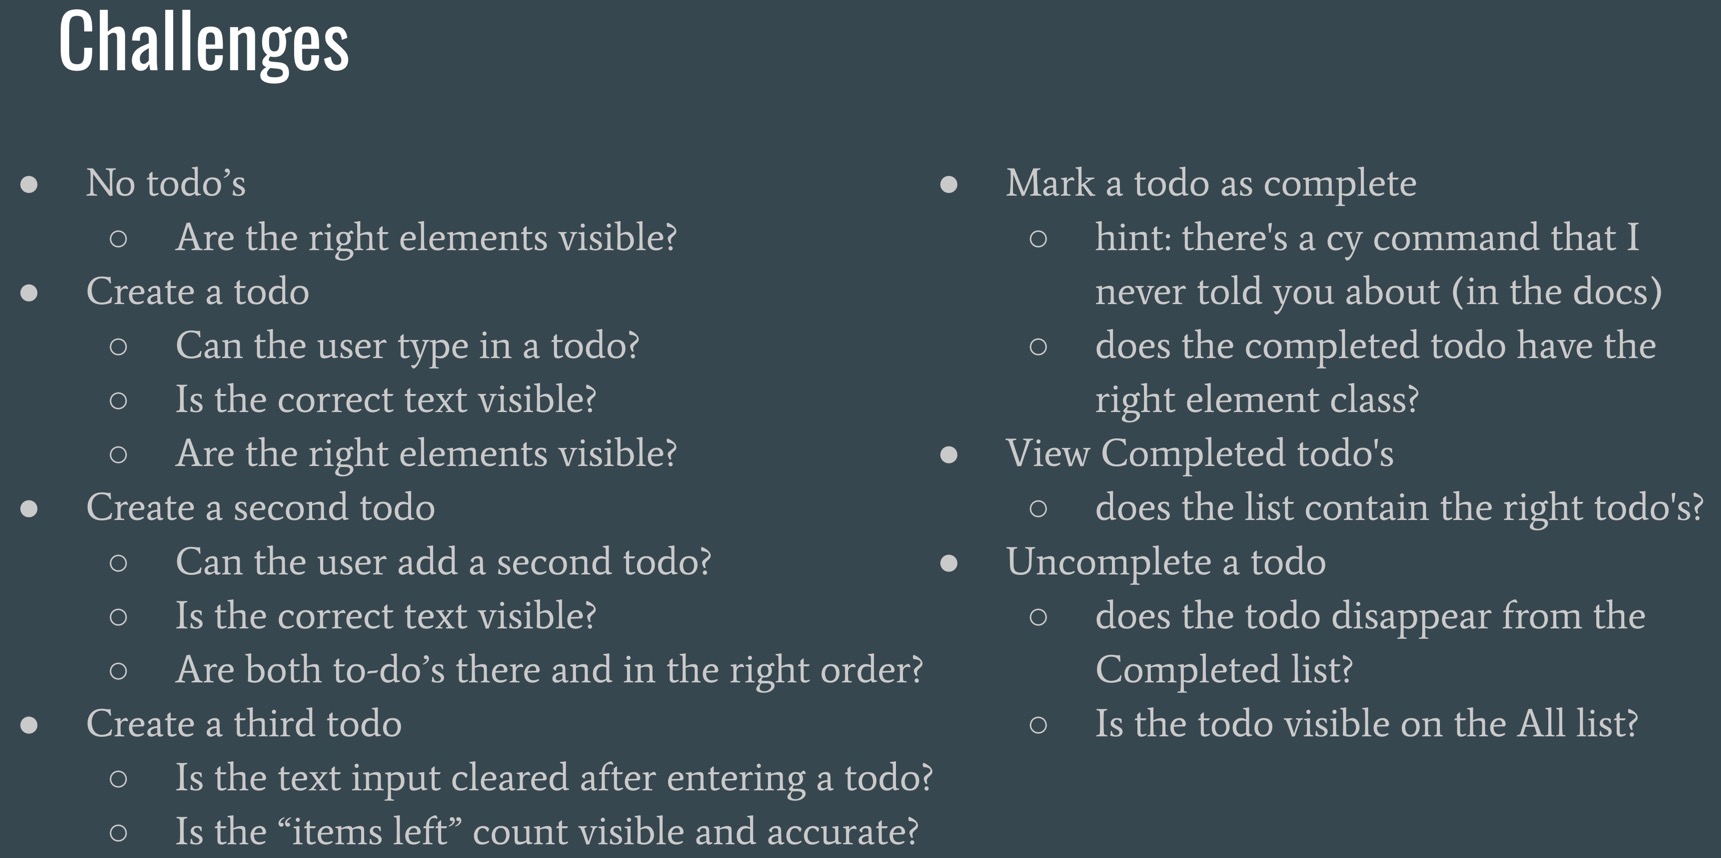 Challenges
● No todo’s
○ Are the right elements visible?
● Create a todo
○ Can the user type in a todo?
○ Is the correct text visible?
○ Are the right elements visible?
● Create a second todo
○ Can the user add a second todo?
○ Is the correct text visible?
○ Are both to-do’s there and in the right order?
● Create a third todo
○ Is the text input cleared after entering a todo?
○ Is the “items left” count visible and accurate?
● Mark a todo as complete
○ hint: there's a cy command that I
never told you about (in the docs)
○ does the completed todo have the
right element class?
● View Completed todo's
○ does the list contain the right todo's?
● Uncomplete a todo
○ does the todo disappear from the
Completed list?
○ Is the todo visible on the All list?